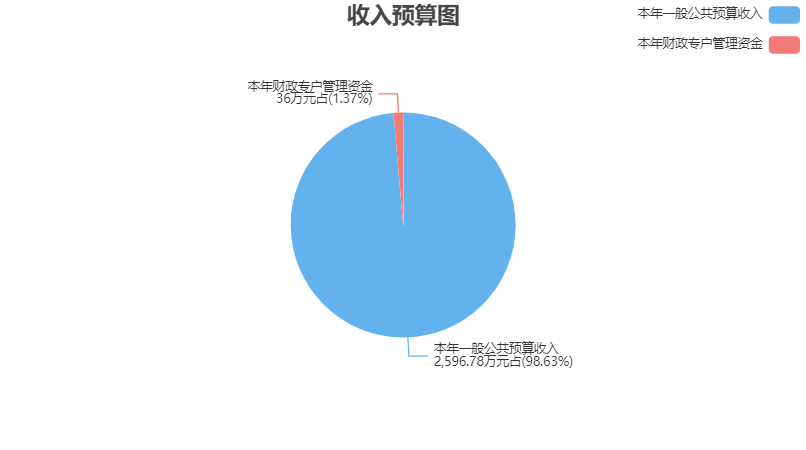 收入预算图
本年一般公共预算收入
本年财政专户管理资金
本年财政专户管理资金
36万元占(1.37%)
本年一般公共预算收入
2,596.78万元占(98.63%)